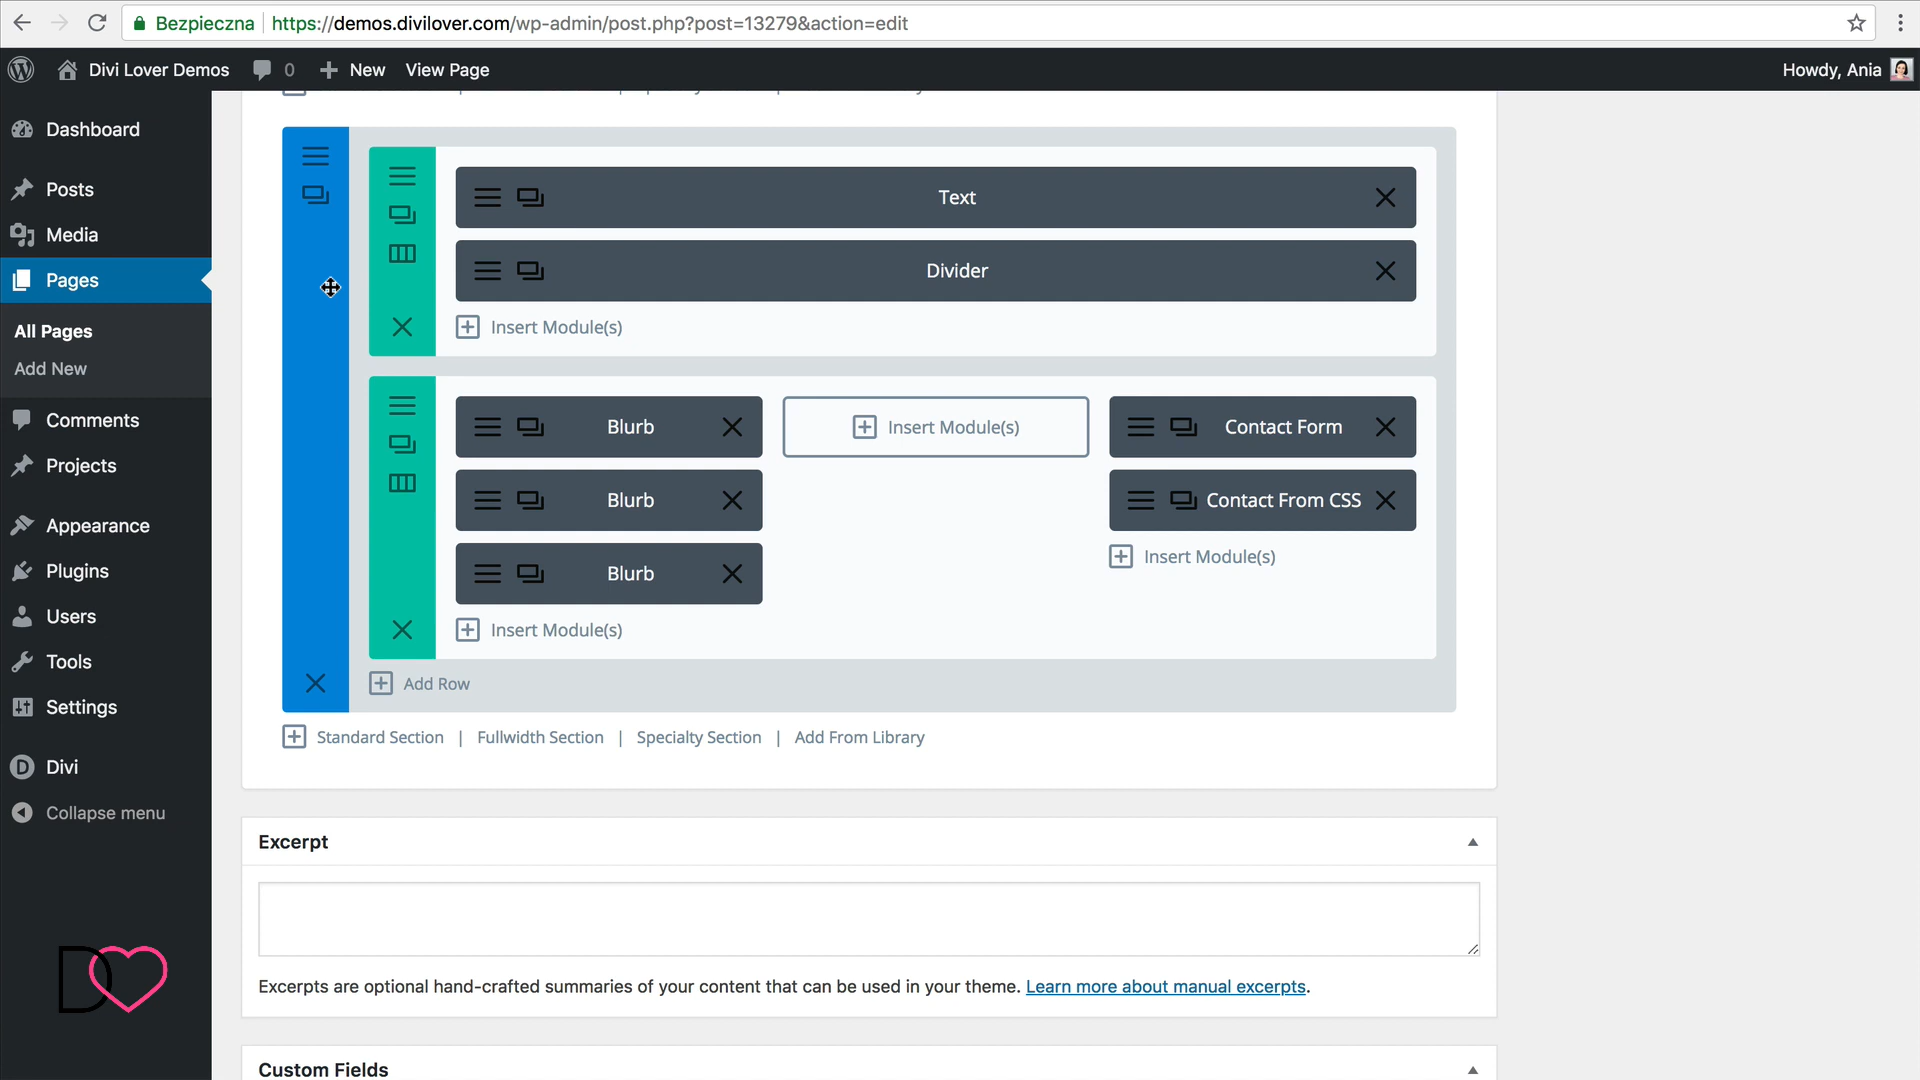 Bezpieczna https://demos.divilover.com/wp-admin/post.php?post=13279&action=edit
Divi Lover Demos 0 New View Page Howdy, Ania
Dashboard
Posts
Media
Pages
All Pages
Add New
Comments
Projects
Appearance
Plugins
Users
Tools
Settings
Divi
Collapse menu
Text
Divider
Insert Module(s)
Blurb Insert Module(s) Contact Form
Blurb Contact From CSS
Insert Module(s)
Blurb
Insert Module(s)
Add Row
Standard Section | Fullwidth Section | Specialty Section | Add From Library
Excerpt
Excerpts are optional hand-crafted summaries of your content that can be used in your theme. Learn more about manual excerpts.
Custom Fields